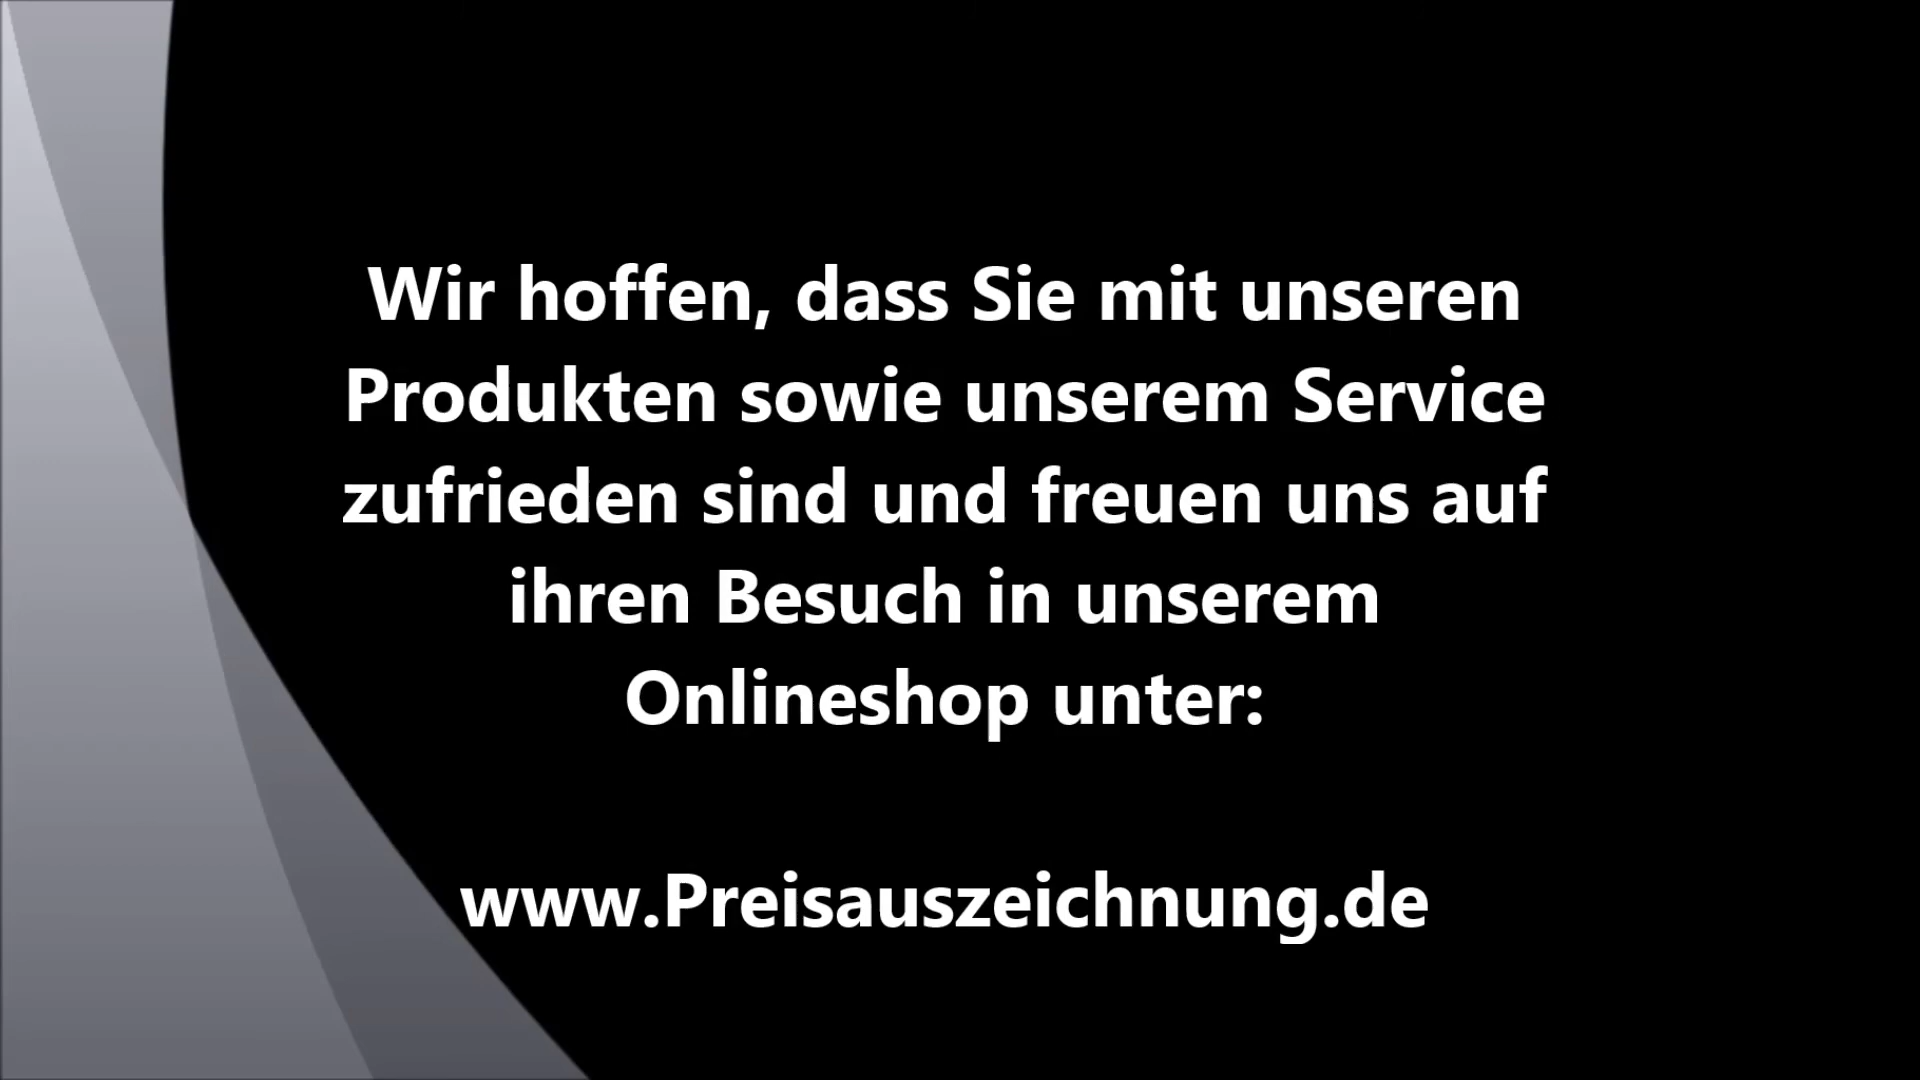 Wir hoffen, dass Sie mit unseren
Produkten sowie unserem Service
zufrieden sind und freuen uns auf
ihren Besuch in unserem
Onlineshop unter:
www.Preisauszeichnung.de